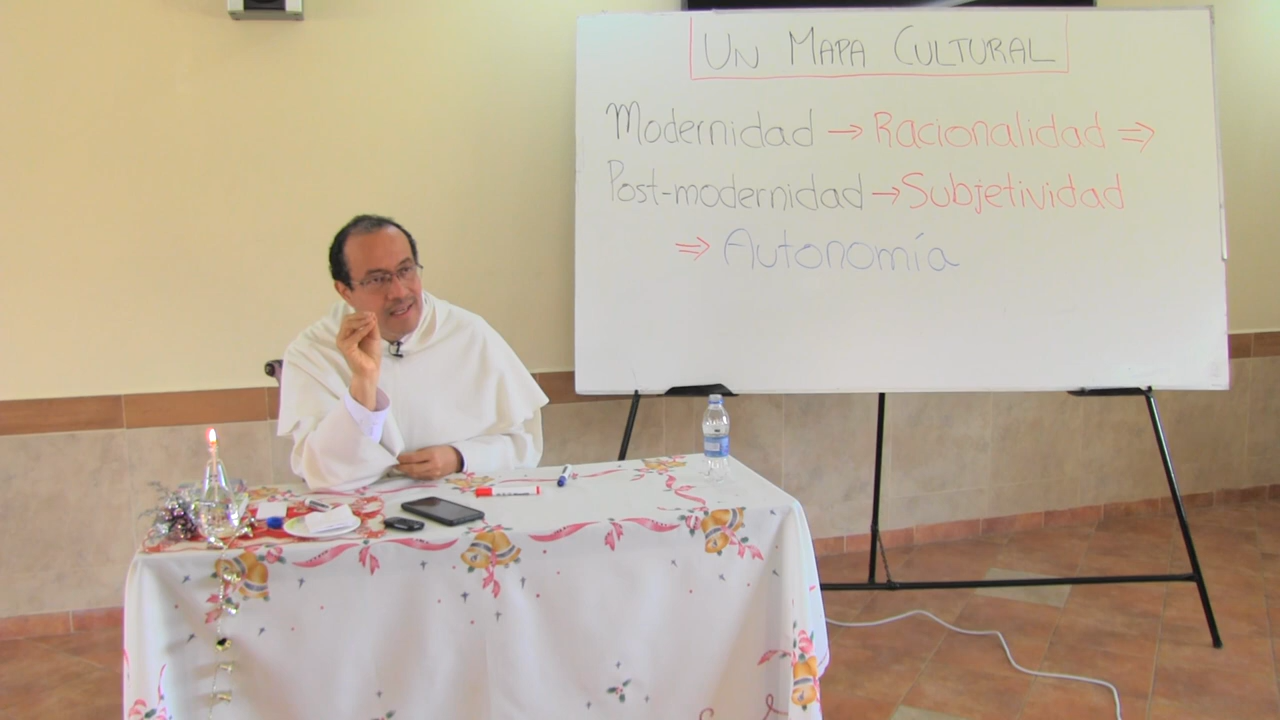 UN MAPA CULTURAL
Modernidad → Racionalidad ⇒
Post-modernidad → Subjetividad
⇒ Autonomía